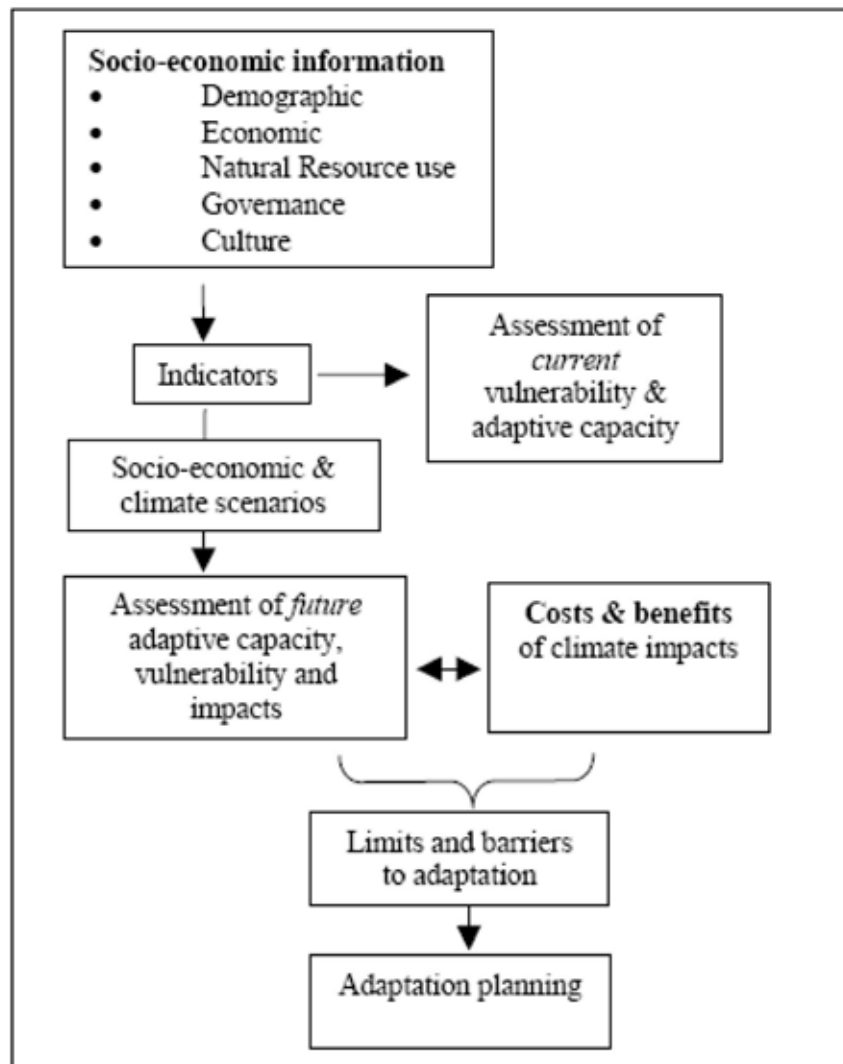 Socio-economic information
• Demographic
• Economic
• Natural Resource use
• Governance
• Culture
Indicators
Assessment of
current
vulnerability &
adaptive capacity
Socio-economic &
climate scenarios
Assessment of future
adaptive capacity,
vulnerability and
impacts
Costs & benefits
of climate impacts
Limits and barriers
to adaptation
Adaptation planning